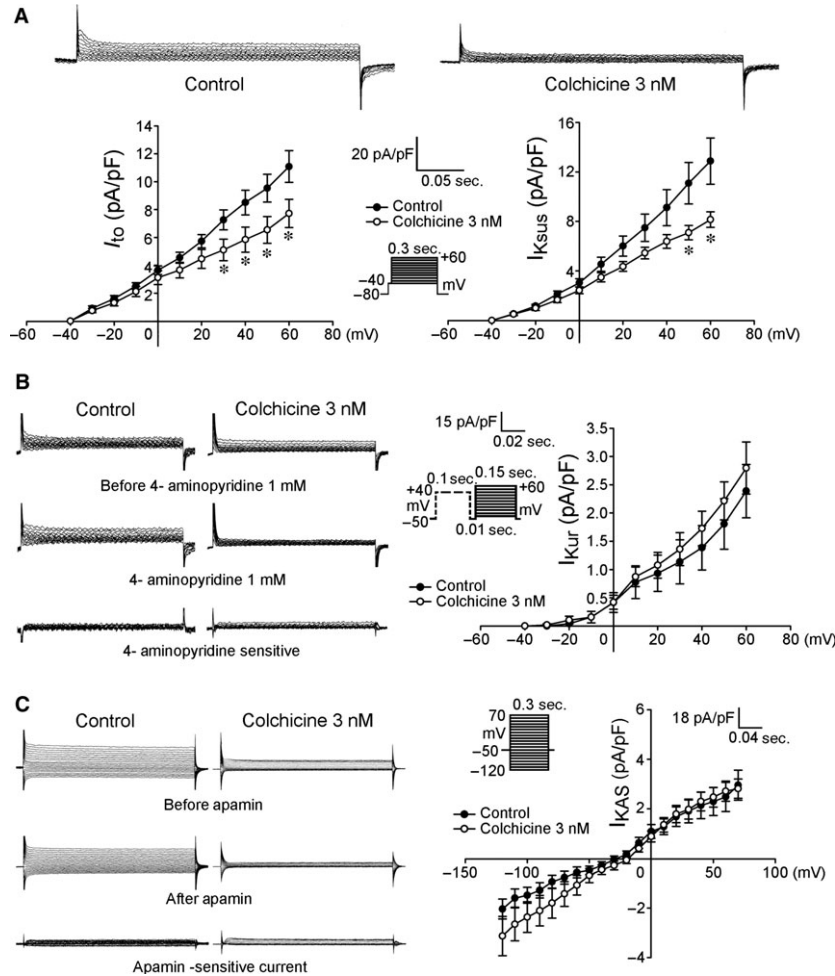 A
Control
Colchicine 3 nM
I_to (pA/pF)
14
12
10
8
6
4
2
−60 −40 −20 0 20 40 60 80 (mV)
20 pA/pF
0.05 sec.
Control
Colchicine 3 nM
0.3 sec.
+60
−40
mV
−80
* * * *
I_Ksus (pA/pF)
16
12
8
4
−60 −40 −20 0 20 40 60 80 (mV)
* *
B
Control
Colchicine 3 nM
Before 4- aminopyridine 1 mM
4- aminopyridine 1 mM
4- aminopyridine sensitive
15 pA/pF
0.02 sec.
0.1 sec. 0.15 sec.
+40 +60
mV mV
−50
0.01 sec.
Control
Colchicine 3 nM
I_Kur (pA/pF)
3.5
3.0
2.5
2.0
1.5
1.0
0.5
−60 −40 −20 0 20 40 60 80 (mV)
C
Control
Colchicine 3 nM
Before apamin
After apamin
Apamin -sensitive current
0.3 sec.
70
mV
−50
−120
Control
Colchicine 3 nM
I_KAS (pA/pF)
18 pA/pF
0.04 sec.
6
4
2
0
−2
−4
−150 −100 −50 0 50 100 (mV)